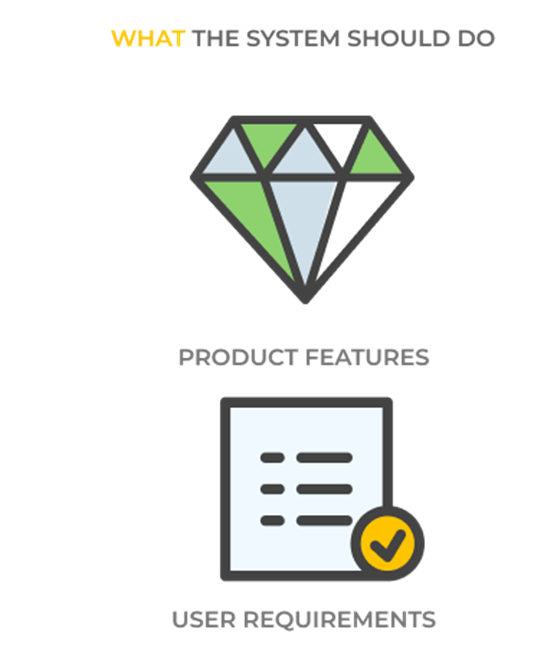 WHAT THE SYSTEM SHOULD DO
PRODUCT FEATURES
USER REQUIREMENTS